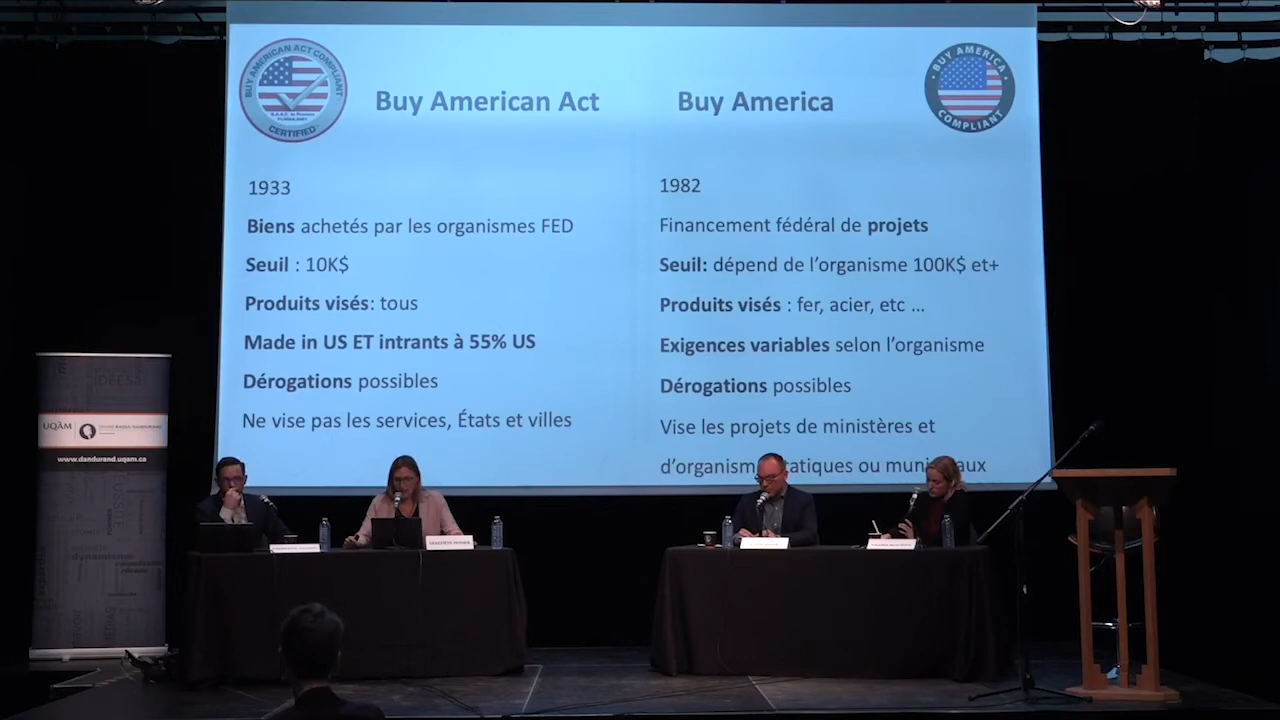 BUY AMERICAN ACT COMPLIANT
CERTIFIED
Buy American Act
1933
Biens achetés par les organismes FED
Seuil : 10K$
Produits visés: tous
Made in US ET intrants à 55% US
Dérogations possibles
Ne vise pas les services, États et villes
Buy America
BUY AMERICA
COMPLIANT
1982
Financement fédéral de projets
Seuil: dépend de l'organisme 100K$ et+
Produits visés : fer, acier, etc ...
Exigences variables selon l'organisme
Dérogations possibles
Vise les projets de ministères et
ou
UQÀM
www.dandurand.uqam.ca